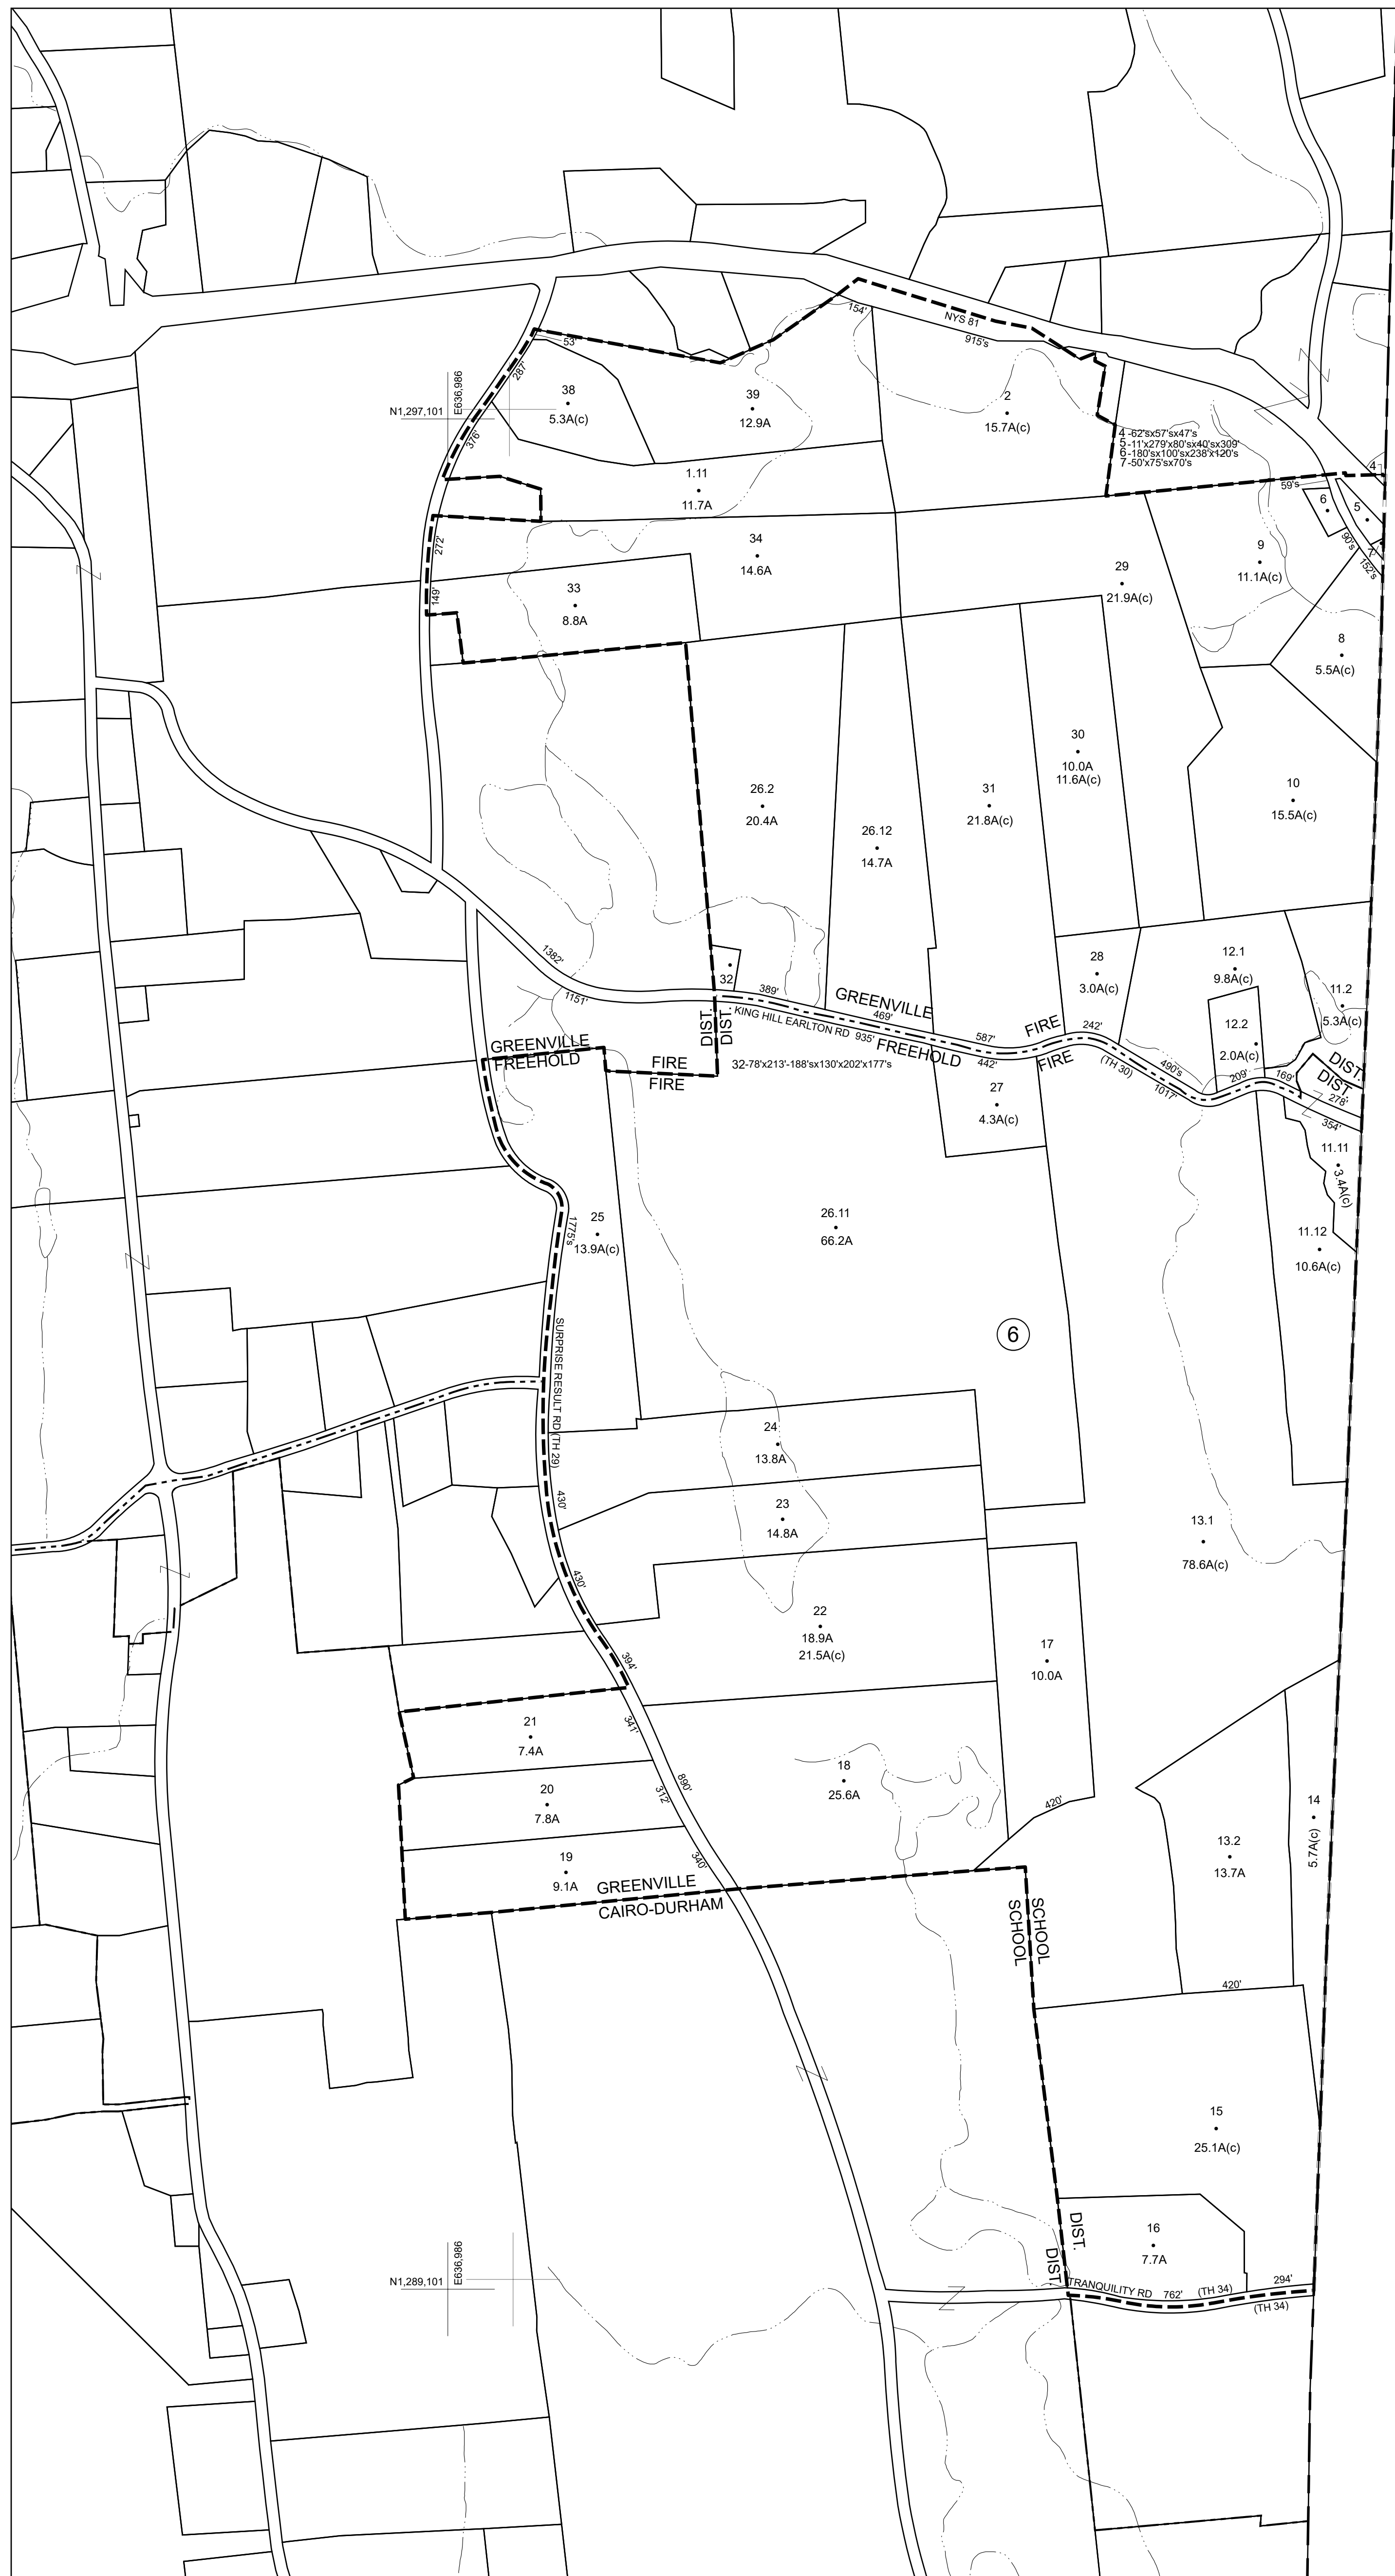 154'
NYS 81
915's
53'
287'
38
5.3A(c)
39
12.9A
2
15.7A(c)
E636,986
N1,297,101
376'
4 -62'sx57'x47's
5 -11'x279'x80'sx40'sx309'
6 -180'sx100'sx238'x120's
7 -50'x75'sx70's
4
1.11
11.7A
59's
6
5
7
90's
152's
272'
34
14.6A
9
11.1A(c)
29
21.9A(c)
149'
33
8.8A
8
5.5A(c)
30
10.0A
11.6A(c)
26.2
20.4A
31
21.8A(c)
10
15.5A(c)
26.12
14.7A
1382'
1151'
32
28
3.0A(c)
12.1
9.8A(c)
11.2
5.3A(c)
389'
GREENVILLE
469'
KING HILL EARLTON RD
935'
FREEHOLD
587'
442'
FIRE
FIRE
242'
(TH 30)
490's
1017'
12.2
2.0A(c)
209'
169'
DIST.
DIST.
278'
354'
DIST.
DIST.
GREENVILLE
FREEHOLD
FIRE
FIRE
32-78'x213'-188'sx130'x202'x177's
27
4.3A(c)
11.11
3.4A(c)
1775's
25
13.9A(c)
26.11
66.2A
11.12
10.6A(c)
6
SURPRISE RESULT RD (TH 29)
24
13.8A
430'
23
14.8A
13.1
78.6A(c)
430'
22
18.9A
21.5A(c)
394'
17
10.0A
21
7.4A
341'
890'
312'
18
25.6A
420'
20
7.8A
14
5.7A(c)
13.2
13.7A
340'
19
9.1A
GREENVILLE
CAIRO-DURHAM
SCHOOL
SCHOOL
420'
15
25.1A(c)
DIST.
DIST.
16
7.7A
E636,986
N1,289,101
TRANQUILITY RD
762'
(TH 34)
294'
(TH 34)